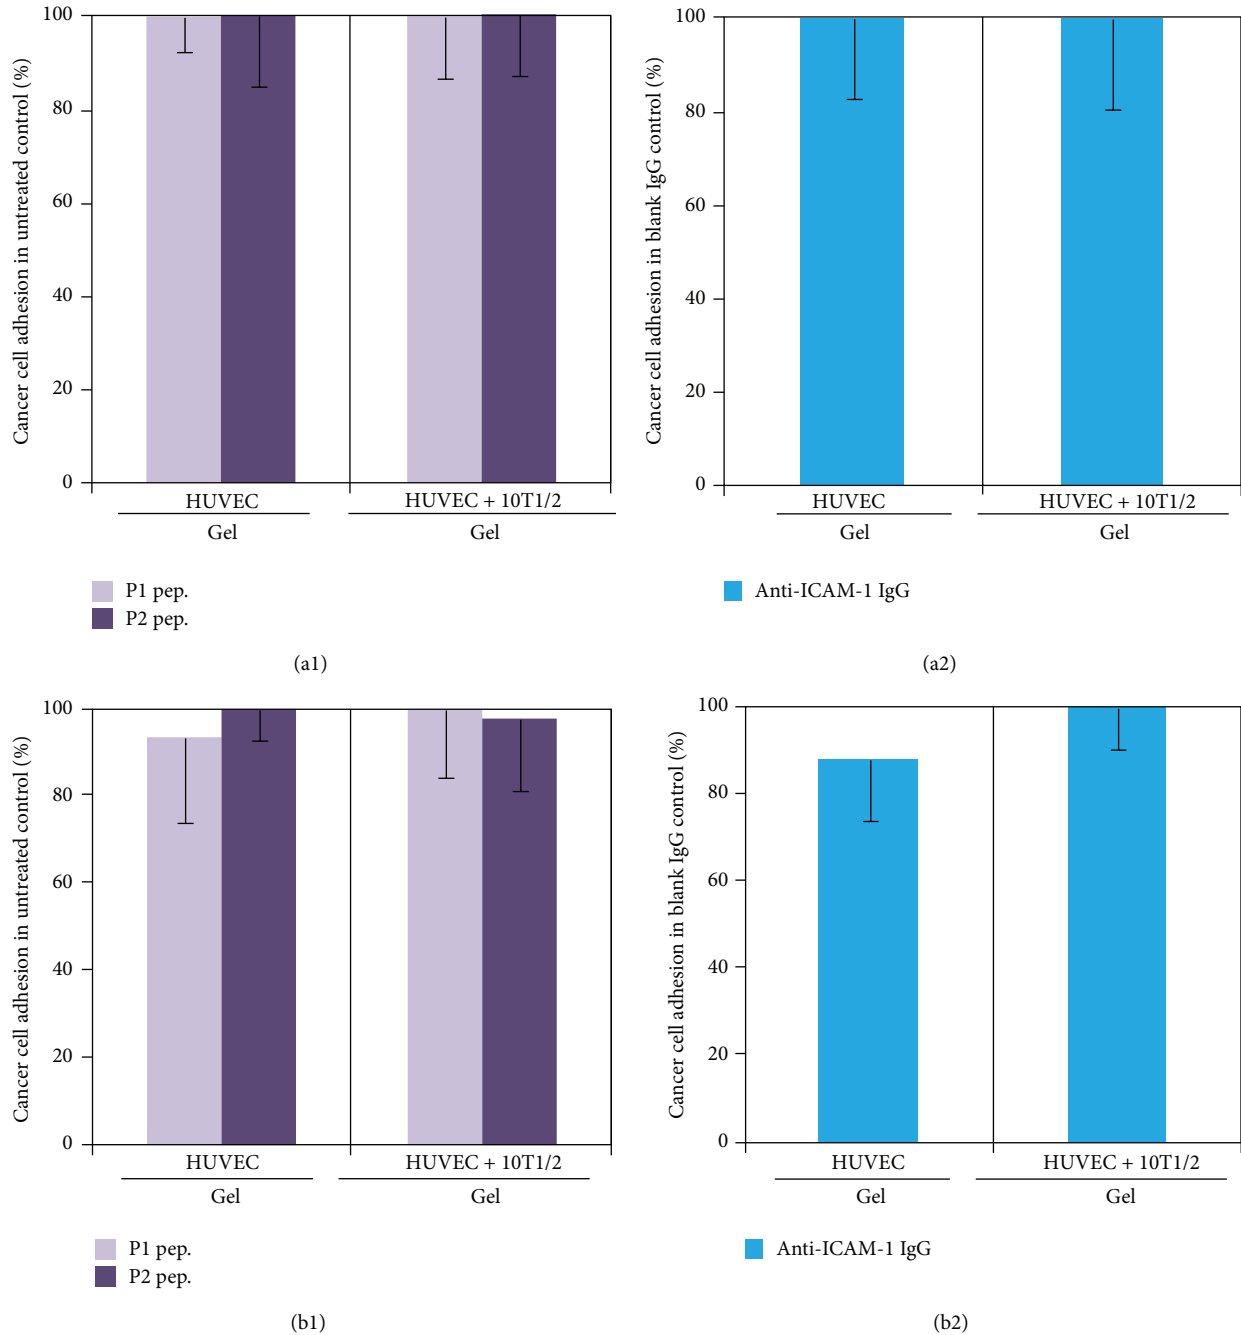 Cancer cell adhesion in untreated control (%)
100
80
60
40
20
0
HUVEC
HUVEC + 10T1/2
Gel
Gel
P1 pep.
P2 pep.
(a1)
Cancer cell adhesion in blank IgG control (%)
100
80
60
40
20
0
HUVEC
HUVEC + 10T1/2
Gel
Gel
Anti-ICAM-1 IgG
(a2)
Cancer cell adhesion in untreated control (%)
100
80
60
40
20
0
HUVEC
HUVEC + 10T1/2
Gel
Gel
P1 pep.
P2 pep.
(b1)
Cancer cell adhesion in blank IgG control (%)
100
80
60
40
20
0
HUVEC
HUVEC + 10T1/2
Gel
Gel
Anti-ICAM-1 IgG
(b2)